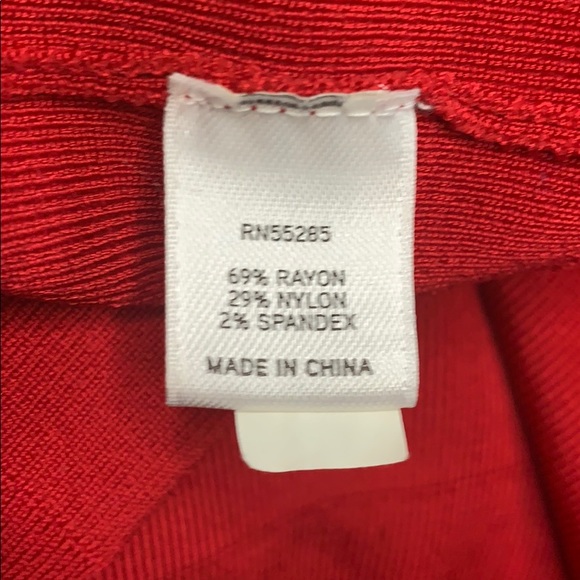 RN55285
69% RAYON
29% NYLON
2% SPANDEX
MADE IN CHINA